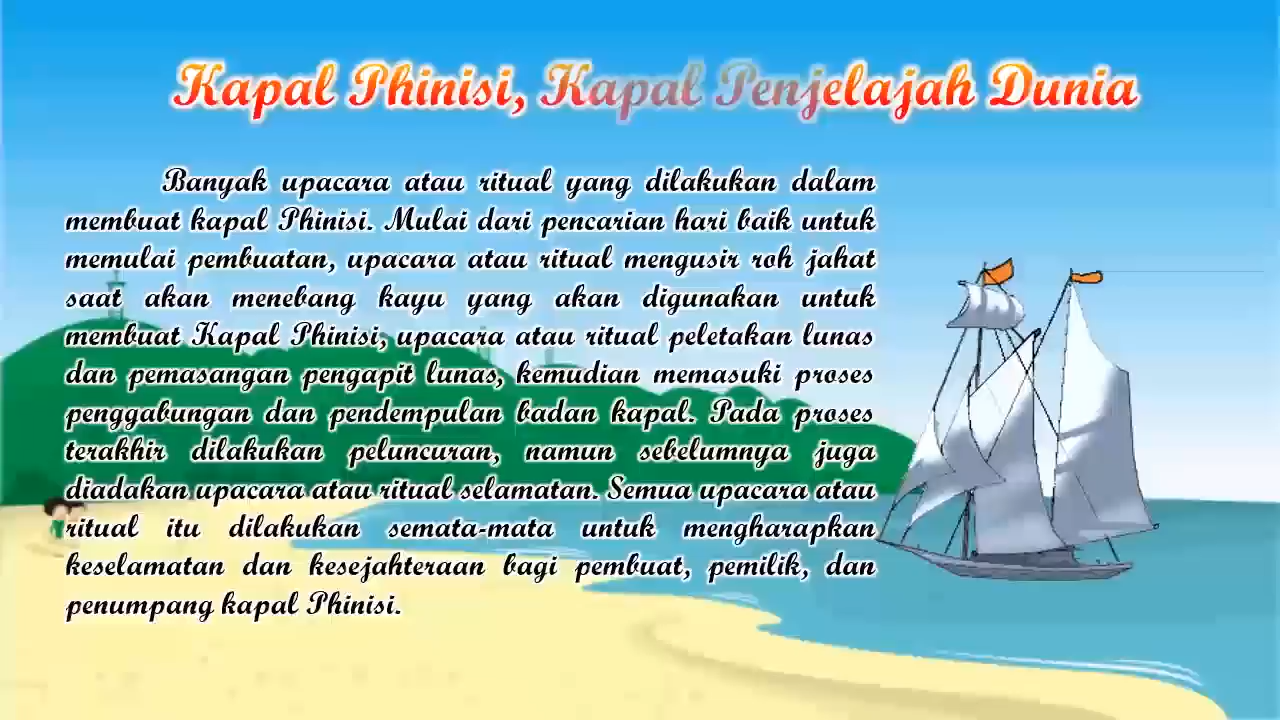 Kapal Phinisi, Kapal Penjelajah Dunia
Banyak upacara atau ritual yang dilakukan dalam
membuat kapal Phinisi. Mulai dari pencarian hari baik untuk
memulai pembuatan, upacara atau ritual mengusir roh jahat
saat akan menebang kayu yang akan digunakan untuk
membuat Kapal Phinisi, upacara atau ritual peletakan lunas
dan pemasangan pengapit lunas, kemudian memasuki proses
penggabungan dan pendempulan badan kapal. Pada proses
terakhir dilakukan peluncuran, namun sebelumnya juga
diadakan upacara atau ritual selamatan. Semua upacara atau
ritual itu dilakukan semata-mata untuk mengharapkan
keselamatan dan kesejahteraan bagi pembuat, pemilik, dan
penumpang kapal Phinisi.